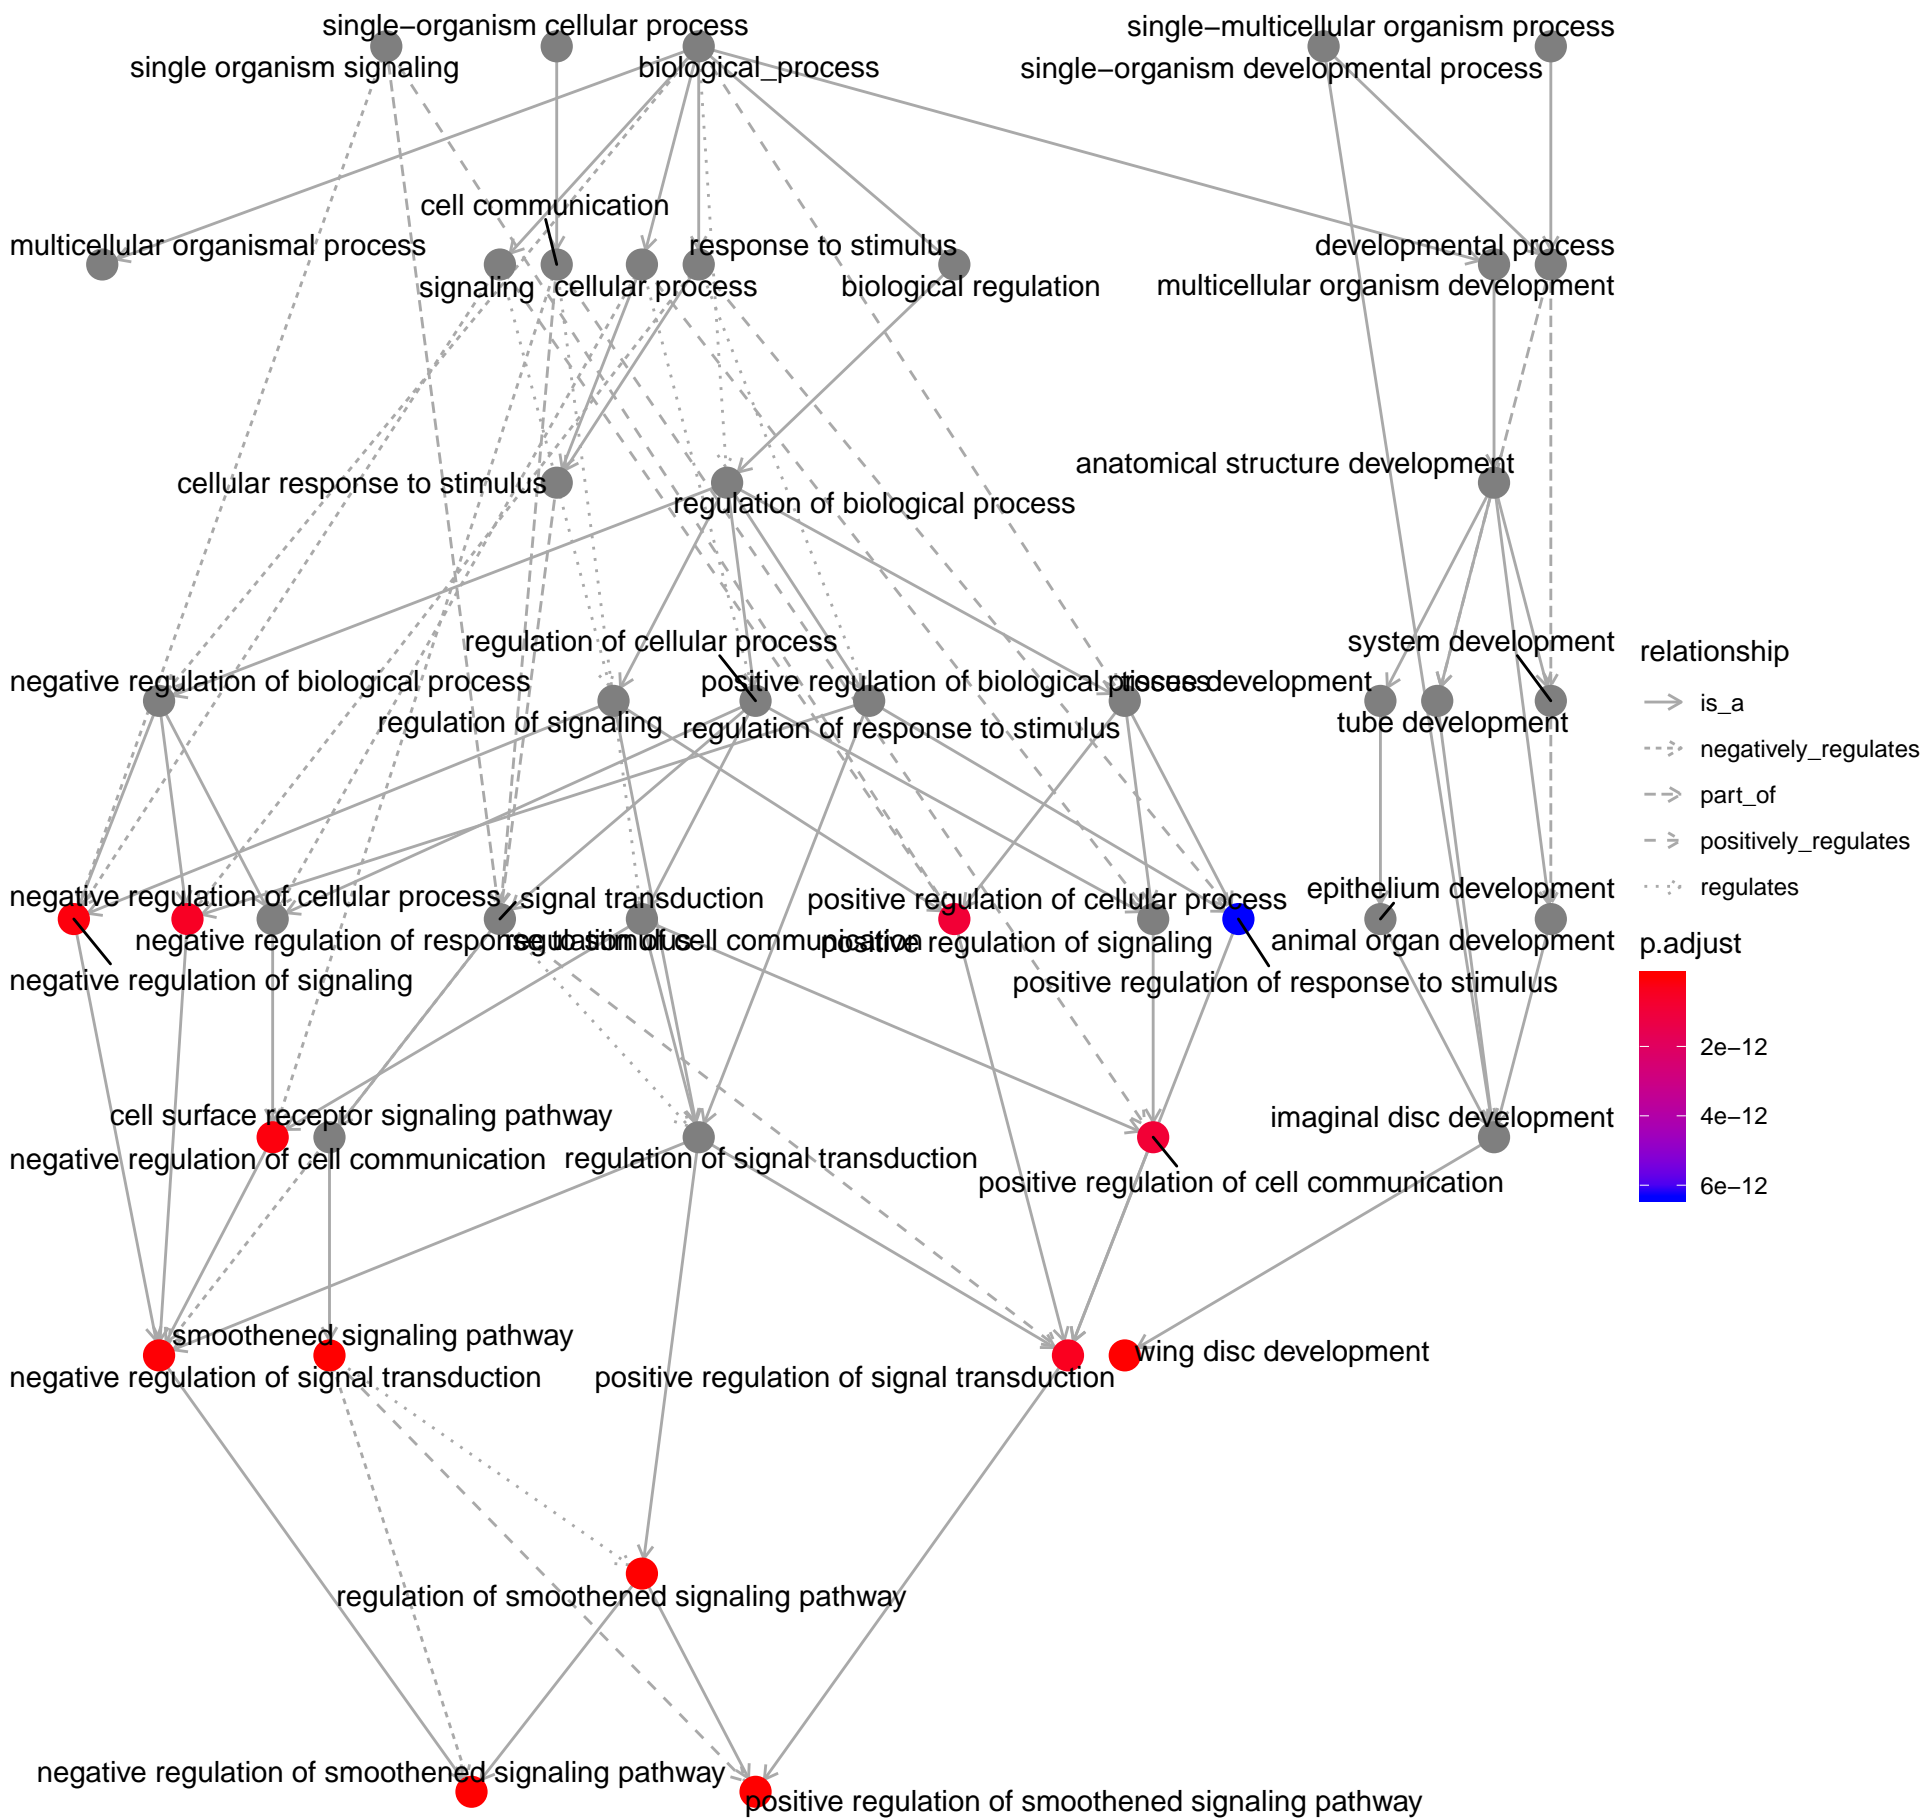 single−organism cellular process
single−multicellular organism process
single organism signaling
biological_process
single−organism developmental process
cell communication
multicellular organismal process
response to stimulus
developmental process
signaling
cellular process
biological regulation
multicellular organism development
anatomical structure development
cellular response to stimulus
regulation of biological process
regulation of cellular process
system development
negative regulation of biological process
positive regulation of biological process
tissue development
regulation of signaling
regulation of response to stimulus
tube development
negative regulation of cellular process
signal transduction
positive regulation of cellular process
epithelium development
negative regulation of response to stimulus
regulation of cell communication
positive regulation of signaling
animal organ development
negative regulation of signaling
positive regulation of response to stimulus
cell surface receptor signaling pathway
imaginal disc development
negative regulation of cell communication
regulation of signal transduction
positive regulation of cell communication
smoothened signaling pathway
wing disc development
negative regulation of signal transduction
positive regulation of signal transduction
regulation of smoothened signaling pathway
negative regulation of smoothened signaling pathway
positive regulation of smoothened signaling pathway
relationship
is_a
negatively_regulates
part_of
positively_regulates
regulates
p.adjust
2e−12
4e−12
6e−12